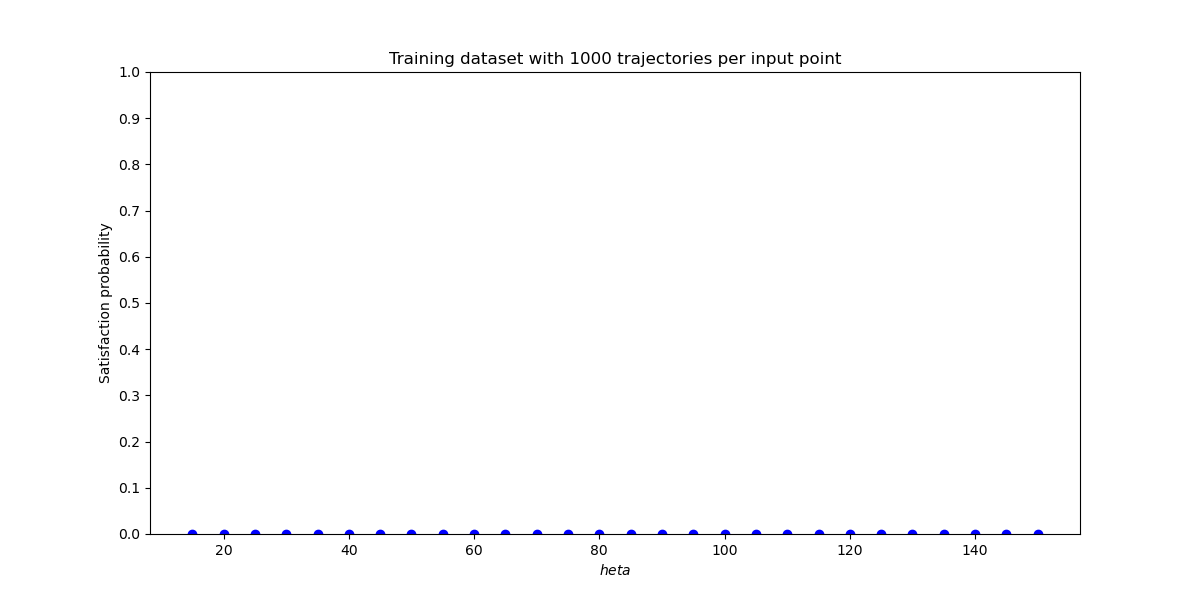 Training dataset with 1000 trajectories per input point
1.0
0.9
0.8
0.7
0.6
0.5
0.4
0.3
0.2
0.1
0.0
Satisfaction probability
20 40 60 80 100 120 140
heta